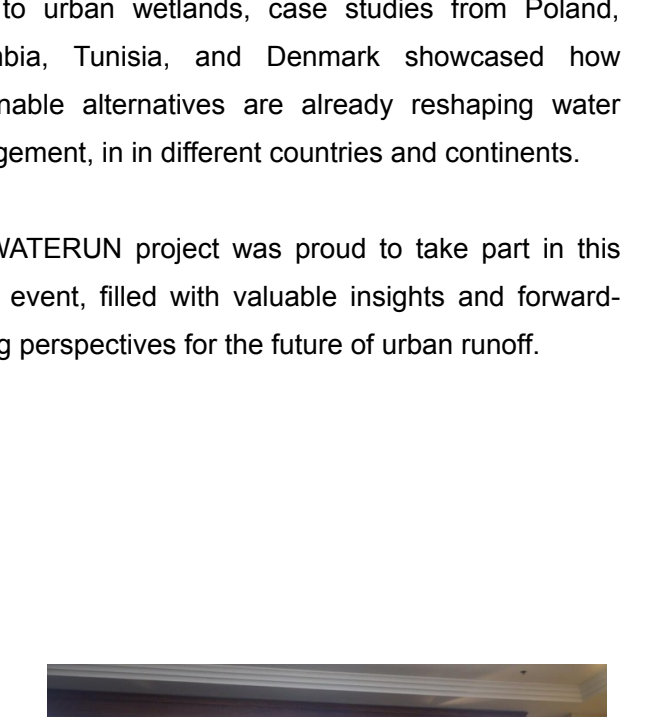 to urban wetlands, case studies from Poland,
bia, Tunisia, and Denmark showcased how
nable alternatives are already reshaping water
gement, in in different countries and continents.
WATERUN project was proud to take part in this
event, filled with valuable insights and forward-
g perspectives for the future of urban runoff.